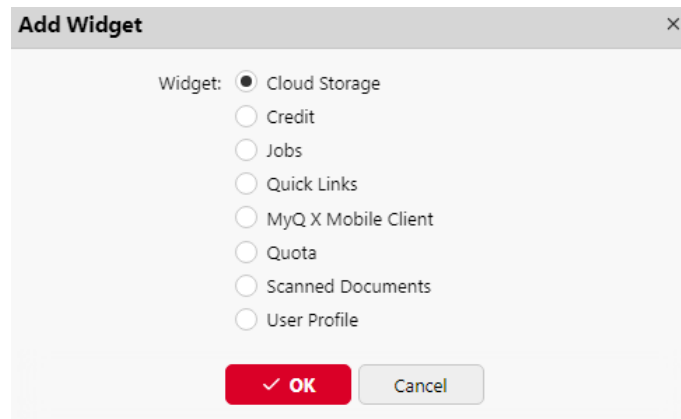 Add Widget
Widget: Cloud Storage
Credit
Jobs
Quick Links
MyQ X Mobile Client
Quota
Scanned Documents
User Profile
OK Cancel